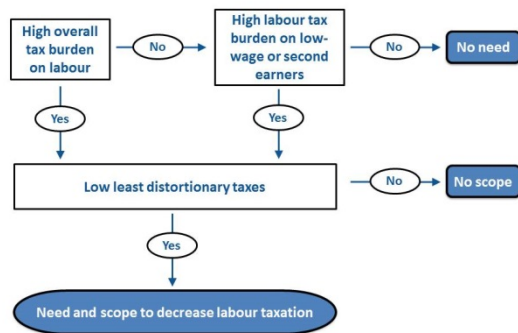 High overall
tax burden
on labour
No
High labour tax
burden on low-
wage or second
earners
No
No need
Yes
Yes
Low least distortionary taxes
No
No scope
Yes
Need and scope to decrease labour taxation